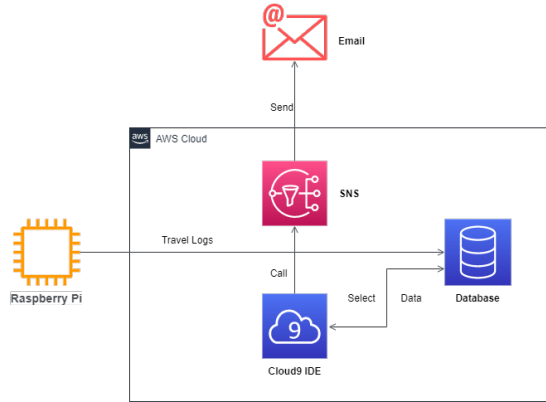 @
Email
Send
aws
AWS Cloud
SNS
Travel Logs
Call
Raspberry Pi
Select
Data
Database
9
Cloud9 IDE